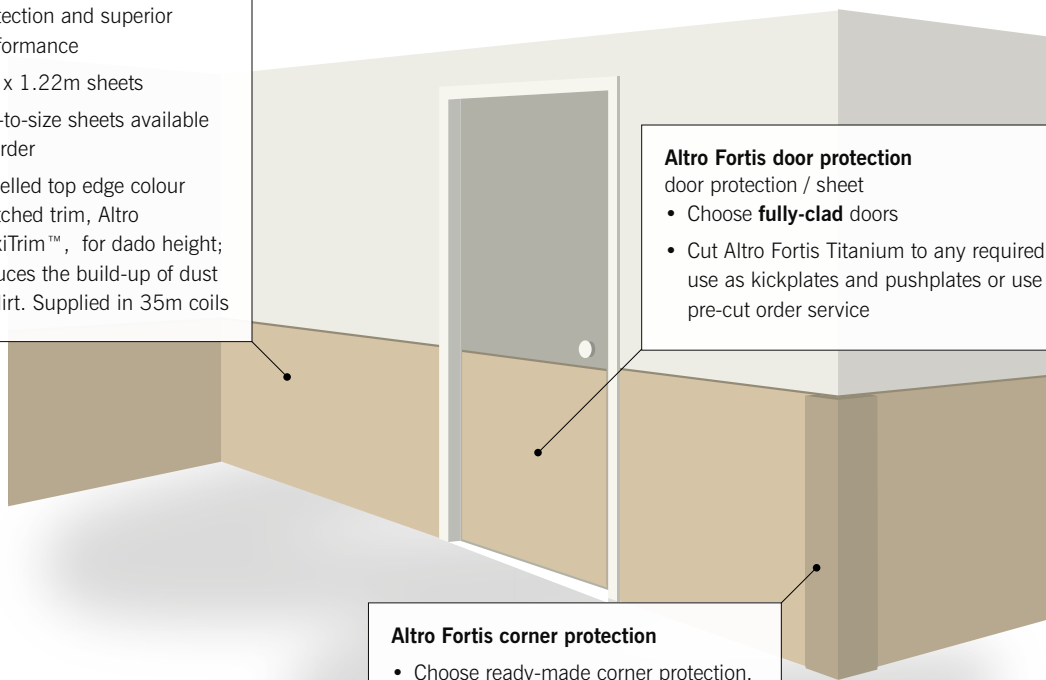 tection and superior
formance
x 1.22m sheets
-to-size sheets available
rder
elled top edge colour
tched trim, Altro
xiTrim™, for dado height;
uces the build-up of dust
lirt. Supplied in 35m coils
Altro Fortis door protection
door protection / sheet
• Choose fully-clad doors
• Cut Altro Fortis Titanium to any required
use as kickplates and pushplates or use
pre-cut order service
Altro Fortis corner protection
• Choose ready-made corner protection,